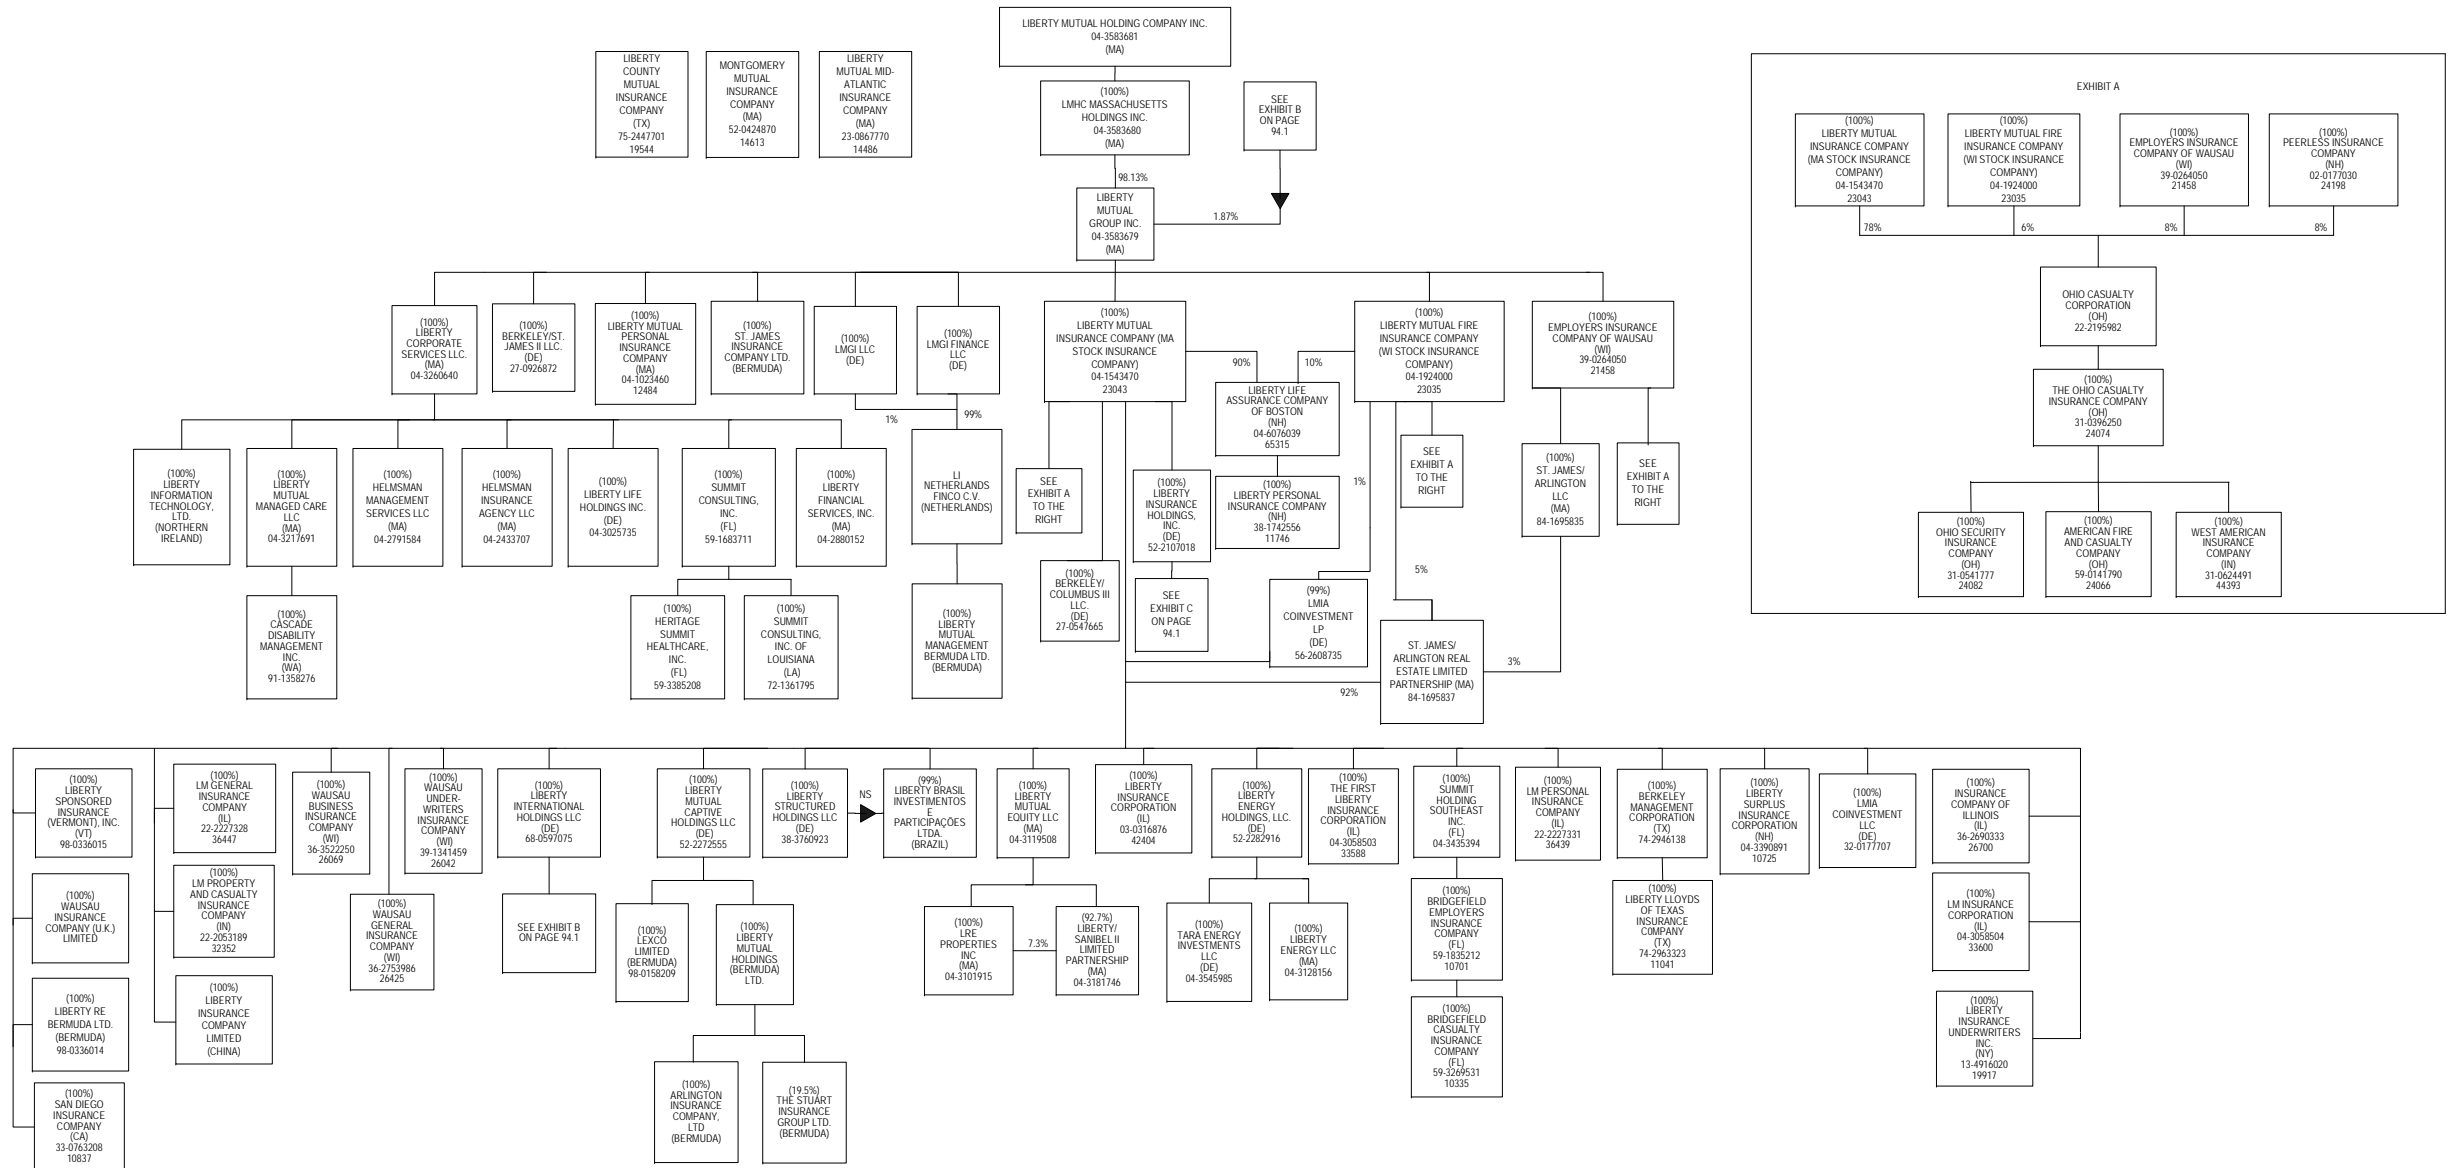 LIBERTY MUTUAL HOLDING COMPANY INC.
04-3583681
(MA)
LIBERTY
COUNTY
MUTUAL
INSURANCE
COMPANY
(TX)
75-2447701
19544
MONTGOMERY
MUTUAL
INSURANCE
COMPANY
(MA)
52-0424870
14613
LIBERTY
MUTUAL MID-
ATLANTIC
INSURANCE
COMPANY
(MA)
23-0867770
14486
(100%)
LMHC MASSACHUSETTS
HOLDINGS INC.
04-3583680
(MA)
SEE
EXHIBIT B
ON PAGE
94.1
98.13%
LIBERTY
MUTUAL
GROUP INC.
04-3583679
(MA)
1.87%
EXHIBIT A
(100%)
LIBERTY MUTUAL
INSURANCE COMPANY
(MA STOCK INSURANCE
COMPANY)
04-1543470
23043
(100%)
LIBERTY MUTUAL FIRE
INSURANCE COMPANY
(WI STOCK INSURANCE
COMPANY)
04-1924000
23035
(100%)
EMPLOYERS INSURANCE
COMPANY OF WAUSAU
(WI)
39-0264050
21458
(100%)
PEERLESS INSURANCE
COMPANY
(NH)
02-0177030
24198
78%
6%
8%
8%
OHIO CASUALTY
CORPORATION
(OH)
22-2195982
(100%)
THE OHIO CASUALTY
INSURANCE COMPANY
(OH)
31-0396250
24074
(100%)
OHIO SECURITY
INSURANCE
COMPANY
(OH)
31-0541777
24082
(100%)
AMERICAN FIRE
AND CASUALTY
COMPANY
(OH)
59-0141790
24066
(100%)
WEST AMERICAN
INSURANCE
COMPANY
(IN)
31-0624491
44393
(100%)
LIBERTY
CORPORATE
SERVICES LLC.
(MA)
04-3260640
(100%)
BERKELEY/ST.
JAMES II LLC.
(DE)
27-0926872
(100%)
LIBERTY MUTUAL
PERSONAL
INSURANCE
COMPANY
(MA)
04-1023460
12484
(100%)
ST. JAMES
INSURANCE
COMPANY LTD.
(BERMUDA)
(100%)
LMGI LLC
(DE)
(100%)
LMGI FINANCE
LLC
(DE)
(100%)
LIBERTY MUTUAL
INSURANCE COMPANY (MA
STOCK INSURANCE
COMPANY)
04-1543470
23043
90%
10%
(100%)
LIBERTY MUTUAL FIRE
INSURANCE COMPANY
(WI STOCK INSURANCE
COMPANY)
04-1924000
23035
(100%)
EMPLOYERS INSURANCE
COMPANY OF WAUSAU
(WI)
39-0264050
21458
LIBERTY LIFE
ASSURANCE COMPANY
OF BOSTON
(NH)
04-6076039
65315
1%
99%
(100%)
LIBERTY
INFORMATION
TECHNOLOGY,
LTD.
(NORTHERN
IRELAND)
(100%)
LIBERTY
MUTUAL
MANAGED CARE
LLC
(MA)
04-3217691
(100%)
HELMSMAN
MANAGEMENT
SERVICES LLC
(MA)
04-2791584
(100%)
HELMSMAN
INSURANCE
AGENCY LLC
(MA)
04-2433707
(100%)
LIBERTY LIFE
HOLDINGS INC.
(DE)
04-3025735
(100%)
SUMMIT
CONSULTING,
INC.
(FL)
59-1683711
(100%)
LIBERTY
FINANCIAL
SERVICES, INC.
(MA)
04-2880152
LI
NETHERLANDS
FINCO C.V.
(NETHERLANDS)
SEE
EXHIBIT A
TO THE
RIGHT
(100%)
LIBERTY
INSURANCE
HOLDINGS,
INC.
(DE)
52-2107018
(100%)
LIBERTY PERSONAL
INSURANCE COMPANY
(NH)
38-1742556
11746
1%
SEE
EXHIBIT A
TO THE
RIGHT
(100%)
ST. JAMES/
ARLINGTON
LLC
(MA)
84-1695835
SEE
EXHIBIT A
TO THE
RIGHT
(100%)
CASCADE
DISABILITY
MANAGEMENT
INC.
(WA)
91-1358276
(100%)
HERITAGE
SUMMIT
HEALTHCARE,
INC.
(FL)
59-3385208
(100%)
SUMMIT
CONSULTING,
INC. OF
LOUISIANA
(LA)
72-1361795
(100%)
LIBERTY
MUTUAL
MANAGEMENT
BERMUDA LTD.
(BERMUDA)
(100%)
BERKELEY/
COLUMBUS III
LLC.
(DE)
27-0547665
SEE
EXHIBIT C
ON PAGE
94.1
(99%)
LMIA
COINVESTMENT
LP
(DE)
56-2608735
5%
ST. JAMES/
ARLINGTON REAL
ESTATE LIMITED
PARTNERSHIP (MA)
84-1695837
3%
92%
(100%)
LIBERTY
SPONSORED
INSURANCE
(VERMONT), INC.
(VT)
98-0336015
(100%)
LM GENERAL
INSURANCE
COMPANY
(IL)
22-2227328
36447
(100%)
WAUSAU
BUSINESS
INSURANCE
COMPANY
(WI)
36-3522250
26069
(100%)
WAUSAU
UNDER-
WRITERS
INSURANCE
COMPANY
(WI)
39-1341459
26042
(100%)
LIBERTY
INTERNATIONAL
HOLDINGS LLC
(DE)
68-0597075
(100%)
LIBERTY
MUTUAL
CAPTIVE
HOLDINGS LLC
(DE)
52-2272555
(100%)
LIBERTY
STRUCTURED
HOLDINGS LLC
(DE)
38-3760923
NS
(99%)
LIBERTY BRASIL
INVESTIMENTOS
E
PARTICIPAÇÕES
LTDA.
(BRAZIL)
(100%)
LIBERTY
MUTUAL
EQUITY LLC
(MA)
04-3119508
(100%)
LIBERTY
INSURANCE
CORPORATION
(IL)
03-0316876
42404
(100%)
LIBERTY
ENERGY
HOLDINGS, LLC.
(DE)
52-2282916
(100%)
THE FIRST
LIBERTY
INSURANCE
CORPORATION
(IL)
04-3058503
33588
(100%)
SUMMIT
HOLDING
SOUTHEAST
INC.
(FL)
04-3435394
(100%)
LM PERSONAL
INSURANCE
COMPANY
(IL)
22-2227331
36439
(100%)
BERKELEY
MANAGEMENT
CORPORATION
(TX)
74-2946138
(100%)
LIBERTY
SURPLUS
INSURANCE
CORPORATION
(NH)
04-3390891
10725
(100%)
LMIA
COINVESTMENT
LLC
(DE)
32-0177707
(100%)
INSURANCE
COMPANY OF
ILLINOIS
(IL)
36-2690333
26700
(100%)
WAUSAU
INSURANCE
COMPANY (U.K.)
LIMITED
(100%)
LM PROPERTY
AND CASUALTY
INSURANCE
COMPANY
(IN)
22-2053189
32352
(100%)
WAUSAU
GENERAL
INSURANCE
COMPANY
(WI)
36-2753986
26425
SEE EXHIBIT B
ON PAGE 94.1
(100%)
LEXCO
LIMITED
(BERMUDA)
98-0158209
(100%)
LIBERTY
MUTUAL
HOLDINGS
(BERMUDA)
LTD.
(100%)
LRE
PROPERTIES
INC
(MA)
04-3101915
7.3%
(92.7%)
LIBERTY/
SANIBEL II
LIMITED
PARTNERSHIP
(MA)
04-3181746
(100%)
TARA ENERGY
INVESTMENTS
LLC
(DE)
04-3545985
(100%)
LIBERTY
ENERGY LLC
(MA)
04-3128156
(100%)
BRIDGEFIELD
EMPLOYERS
INSURANCE
COMPANY
(FL)
59-1835212
10701
(100%)
LIBERTY LLOYDS
OF TEXAS
INSURANCE
COMPANY
(TX)
74-2963323
11041
(100%)
LM INSURANCE
CORPORATION
(IL)
04-3058504
33600
(100%)
LIBERTY RE
BERMUDA LTD.
(BERMUDA)
98-0336014
(100%)
LIBERTY
INSURANCE
COMPANY
LIMITED
(CHINA)
(100%)
BRIDGEFIELD
CASUALTY
INSURANCE
COMPANY
(FL)
59-3269531
10335
(100%)
LIBERTY
INSURANCE
UNDERWRITERS
INC.
(NY)
13-4916020
19917
(100%)
SAN DIEGO
INSURANCE
COMPANY
(CA)
33-0763208
10837
(100%)
ARLINGTON
INSURANCE
COMPANY,
LTD
(BERMUDA)
(19.5%)
THE STUART
INSURANCE
GROUP LTD.
(BERMUDA)